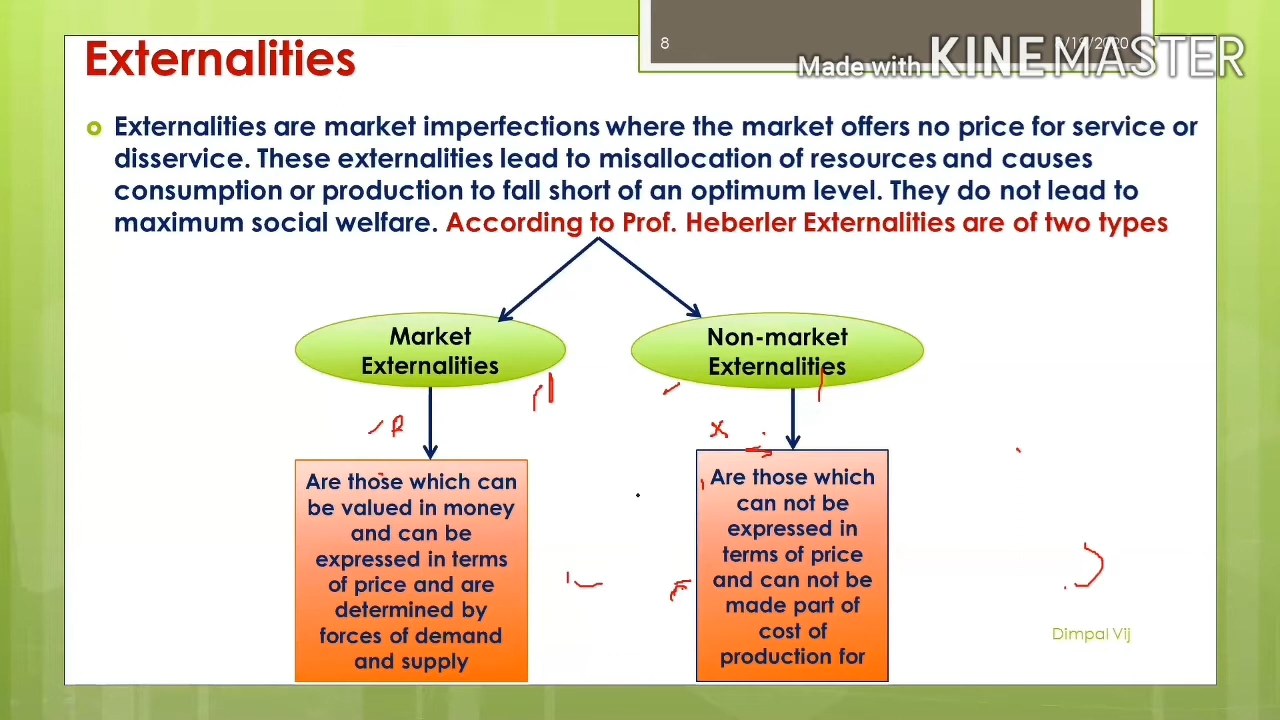 8
/19/2020
Made with KINEMASTER
Externalities
Externalities are market imperfections where the market offers no price for service or
disservice. These externalities lead to misallocation of resources and causes
consumption or production to fall short of an optimum level. They do not lead to
maximum social welfare. According to Prof. Heberler Externalities are of two types
Market
Externalities
Non-market
Externalities
Are those which can
be valued in money
and can be
expressed in terms
of price and are
determined by
forces of demand
and supply
Are those which
can not be
expressed in
terms of price
and can not be
made part of
cost of
production for
Dimpal Vij